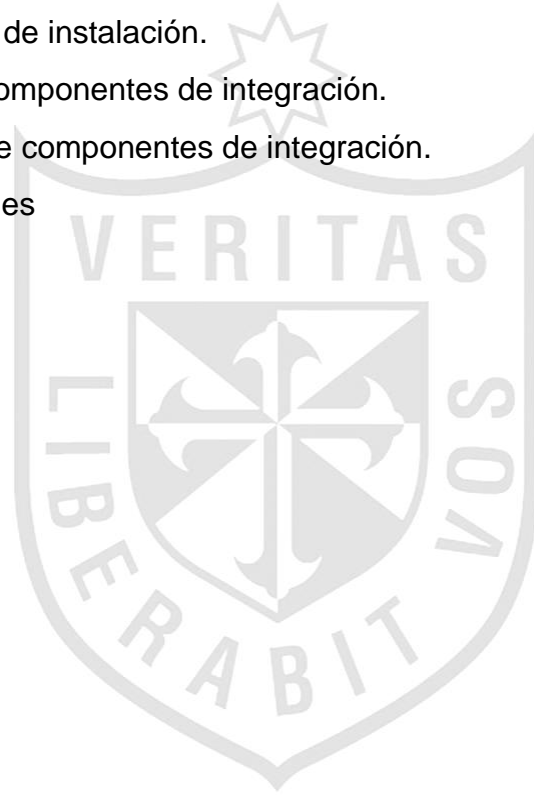 de instalación.
omponentes de integración.
e componentes de integración.
es
VERITAS
LIBERABIT VOS